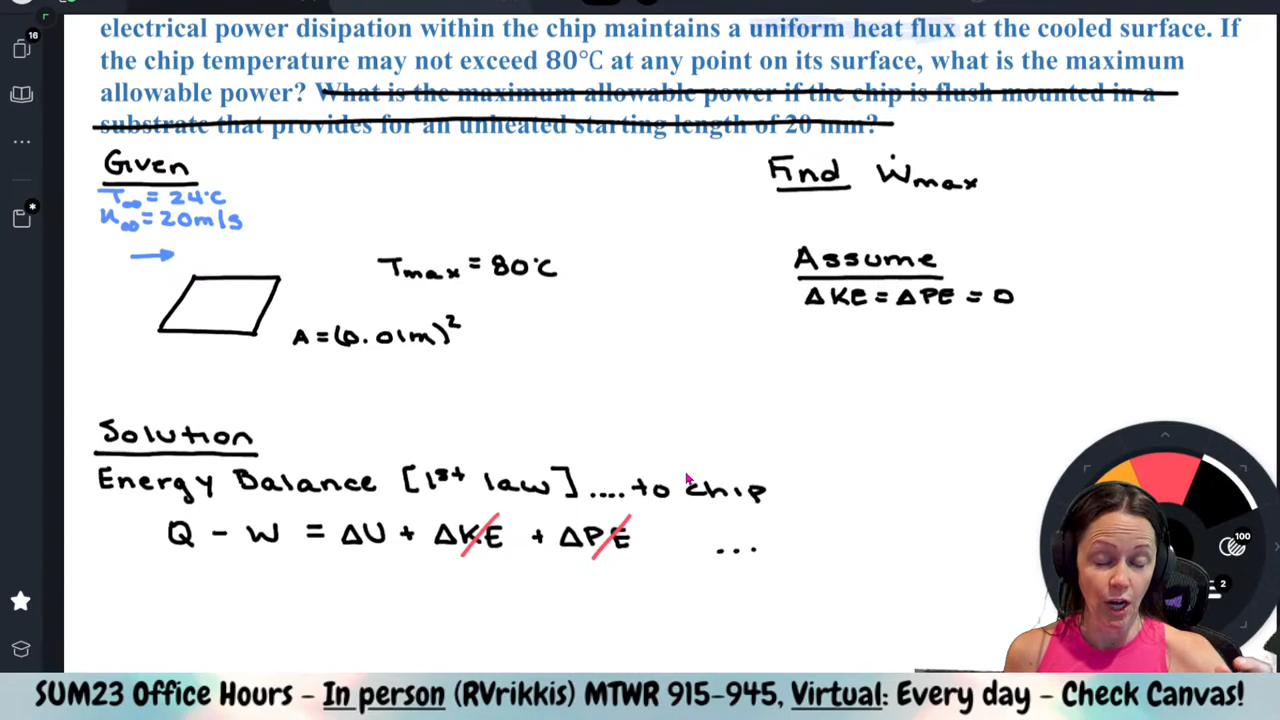 electrical power disipation within the chip maintains a uniform heat flux at the cooled surface. If
the chip temperature may not exceed 80℃ at any point on its surface, what is the maximum
allowable power? What is the maximum allowable power if the chip is flush mounted in a
substrate that provides for an unheated starting length of 20 mm?
Given
Find Ẇmax
T∞ = 24°C
u∞ = 20m/s
Tmax = 80°C
Assume
ΔKE = ΔPE = 0
A = (0.01m)²
Solution
Energy Balance [1st law] .... to chip
Q - W = ΔU + ΔKE + ΔPE ...
16
*
100
2
SUM23 Office Hours - In person (RVrikkis) MTWR 915-945, Virtual: Every day - Check Canvas!